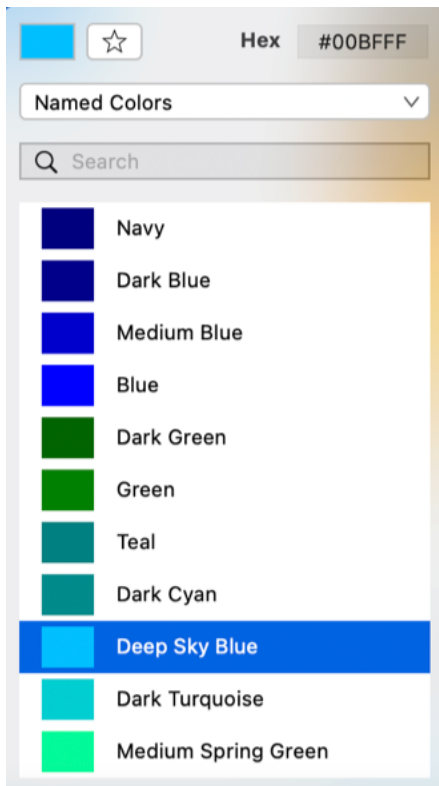 Hex #00BFFF
Named Colors
Search
Navy
Dark Blue
Medium Blue
Blue
Dark Green
Green
Teal
Dark Cyan
Deep Sky Blue
Dark Turquoise
Medium Spring Green